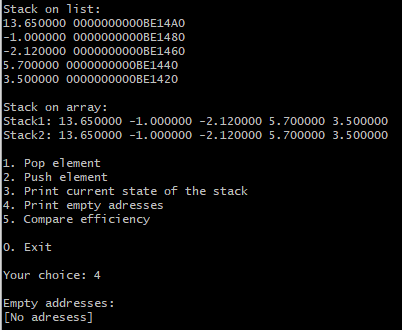 Stack on list:
13.650000 0000000000BE14A0
-1.000000 0000000000BE1480
-2.120000 0000000000BE1460
5.700000 0000000000BE1440
3.500000 0000000000BE1420
Stack on array:
Stack1: 13.650000 -1.000000 -2.120000 5.700000 3.500000
Stack2: 13.650000 -1.000000 -2.120000 5.700000 3.500000
1. Pop element
2. Push element
3. Print current state of the stack
4. Print empty adresses
5. Compare efficiency
0. Exit
Your choice: 4
Empty addresses:
[No adresess]